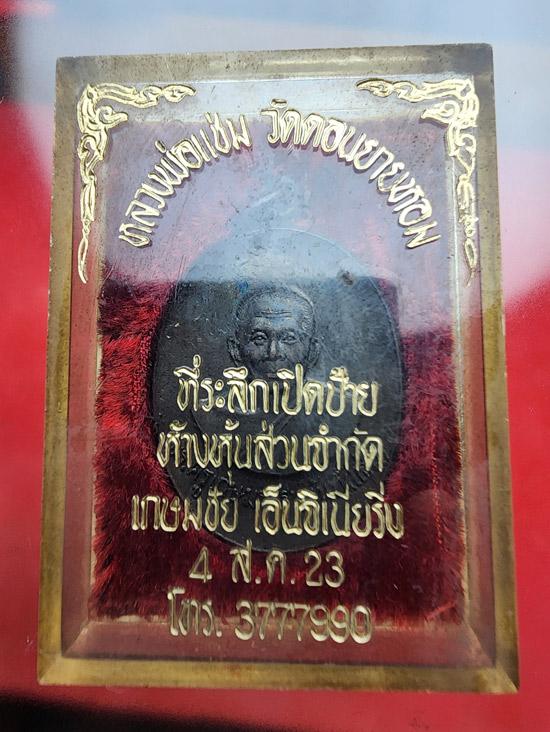 หลวงพ่อแช่ม วัดดอนยายหอม
ที่ระลึกเปิดป้าย
ห้างหุ้นส่วนจำกัด
เกษมชัย เอ็นจิเนียริ่ง
4 ส.ค. 23
โทร. 3777990